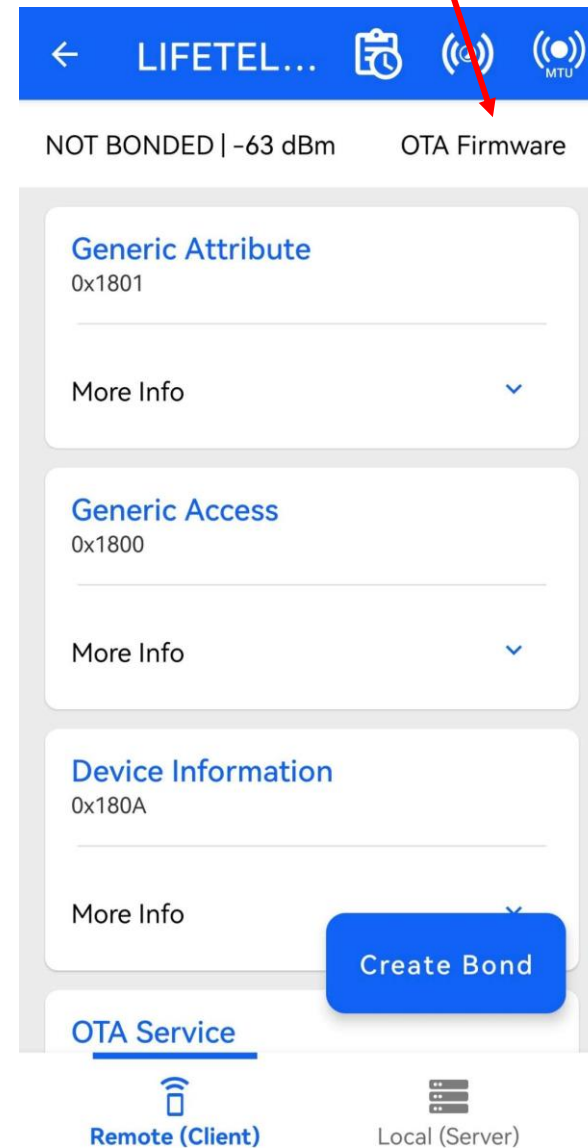 LIFETEL...
MTU
NOT BONDED | -63 dBm OTA Firmware
Generic Attribute
0x1801
More Info
Generic Access
0x1800
More Info
Device Information
0x180A
More Info
Create Bond
OTA Service
Remote (Client) Local (Server)